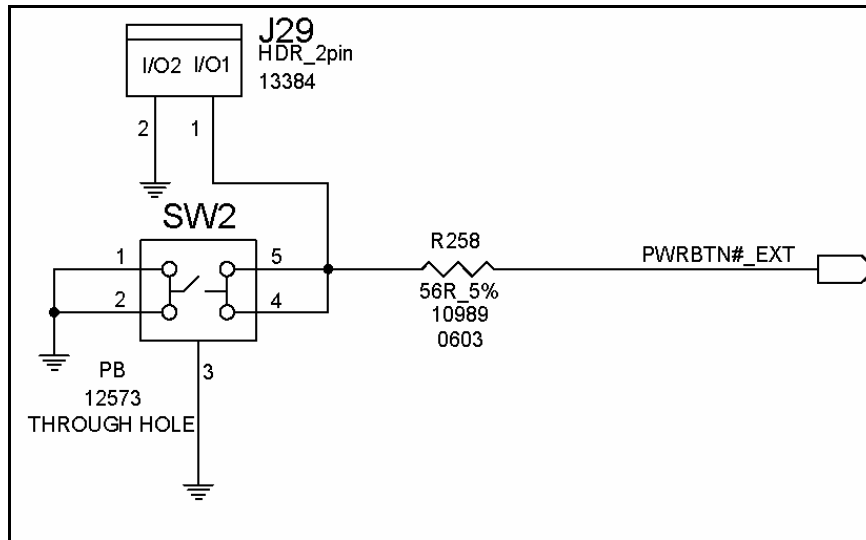 J29
HDR_2pin
13384
I/O2 I/O1
2
1
SW2
1
5
2
4
3
R258
56R_5%
10989
0603
PWRBTN#_EXT
PB
12573
THROUGH HOLE